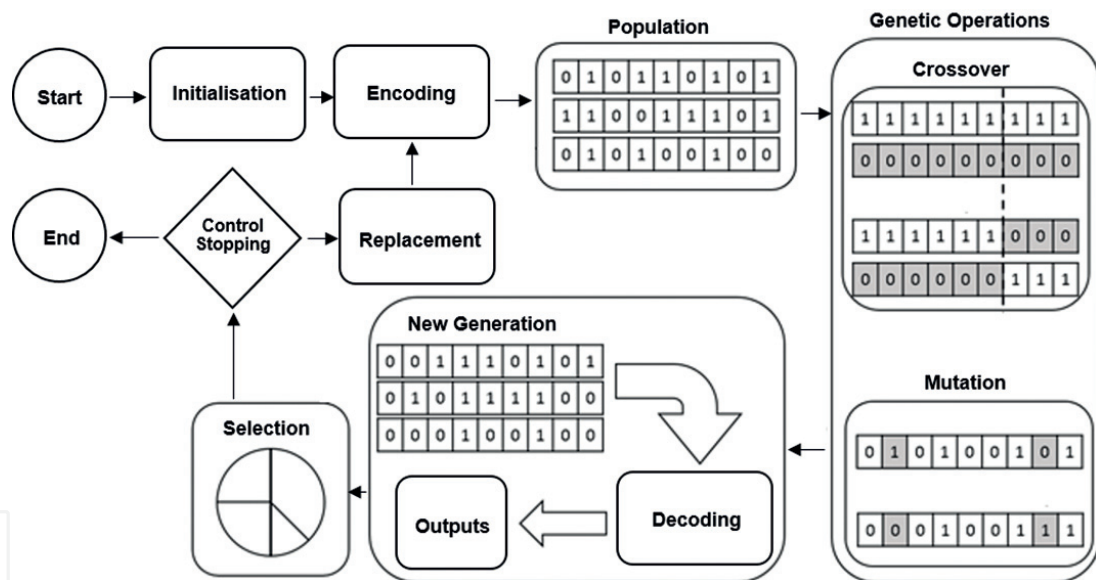 Population
Genetic Operations
Start
Initialisation
Encoding
0 1 0 1 1 0 1 0 1
1 1 0 0 1 1 1 0 1
0 1 0 1 0 0 1 0 0
Crossover
1 1 1 1 1 1 1 1 1
0 0 0 0 0 0 0 0 0
1 1 1 1 1 1 0 0 0
0 0 0 0 0 0 1 1 1
End
Control
Stopping
Replacement
New Generation
0 0 1 1 1 0 1 0 1
0 1 0 1 1 1 1 0 0
0 0 0 1 0 0 1 0 0
Mutation
0 1 0 1 0 0 1 0 1
0 0 0 1 0 0 1 1 1
Selection
Outputs
Decoding